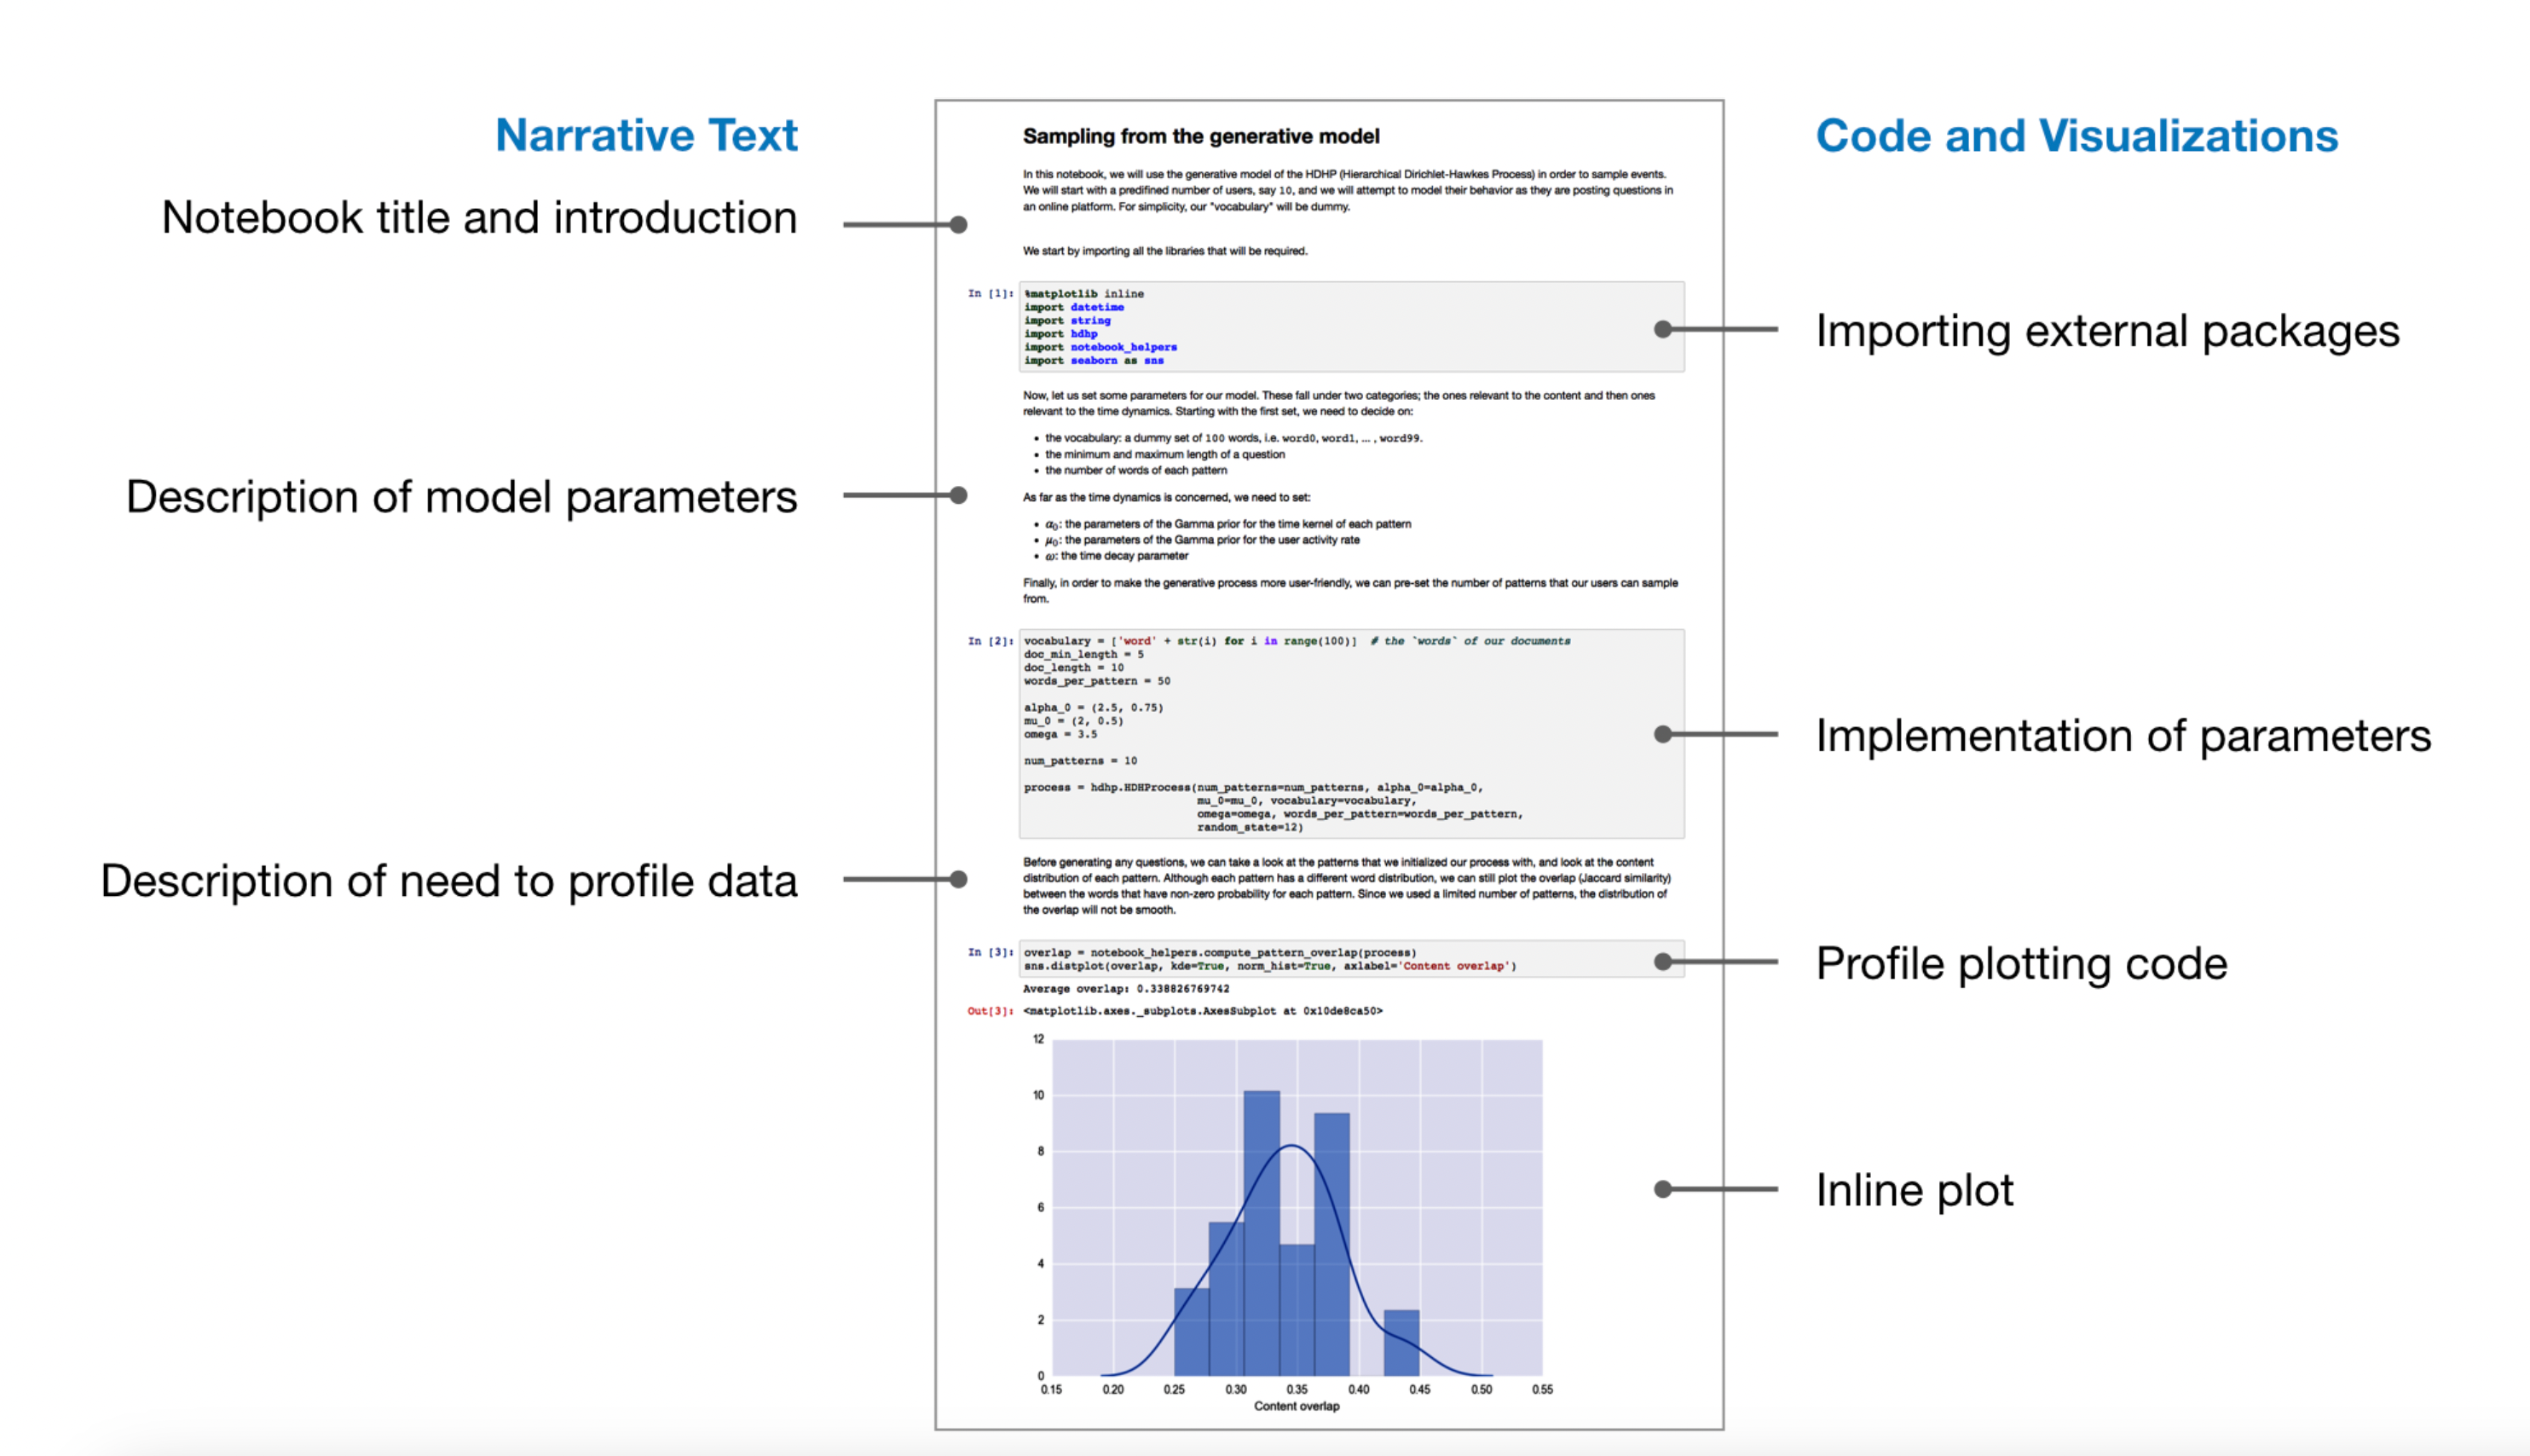 Narrative Text
Notebook title and introduction
Description of model parameters
Description of need to profile data
Sampling from the generative model
In this notebook, we will use the generative model of the HDHP (Hierarchical Dirichlet-Hawkes Process) in order to sample events.
We will start with a predifined number of users, say 10, and we will attempt to model their behavior as they are posting questions in
an online platform. For simplicity, our "vocabulary" will be dummy.
We start by importing all the libraries that will be required.
In [1]: %matplotlib inline
import datetime
import string
import hdhp
import notebook_helpers
import seaborn as sns
Now, let us set some parameters for our model. These fall under two categories; the ones relevant to the content and then ones
relevant to the time dynamics. Starting with the first set, we need to decide on:
• the vocabulary: a dummy set of 100 words, i.e. word0, word1, ... , word99.
• the minimum and maximum length of a question
• the number of words of each pattern
As far as the time dynamics is concerned, we need to set:
• α₀: the parameters of the Gamma prior for the time kernel of each pattern
• μ₀: the parameters of the Gamma prior for the user activity rate
• ω: the time decay parameter
Finally, in order to make the generative process more user-friendly, we can pre-set the number of patterns that our users can sample
from.
In [2]: vocabulary = ['word' + str(i) for i in range(100)]  # the `words` of our documents
doc_min_length = 5
doc_length = 10
words_per_pattern = 50
alpha_0 = (2.5, 0.75)
mu_0 = (2, 0.5)
omega = 3.5
num_patterns = 10
process = hdhp.HDHProcess(num_patterns=num_patterns, alpha_0=alpha_0,
mu_0=mu_0, vocabulary=vocabulary,
omega=omega, words_per_pattern=words_per_pattern,
random_state=12)
Before generating any questions, we can take a look at the patterns that we initialized our process with, and look at the content
distribution of each pattern. Although each pattern has a different word distribution, we can still plot the overlap (Jaccard similarity)
between the words that have non-zero probability for each pattern. Since we used a limited number of patterns, the distribution of
the overlap will not be smooth.
In [3]: overlap = notebook_helpers.compute_pattern_overlap(process)
sns.distplot(overlap, kde=True, norm_hist=True, axlabel='Content overlap')
Average overlap: 0.338826769742
Out[3]: <matplotlib.axes._subplots.AxesSubplot at 0x10de8ca50>
12
10
8
6
4
2
0
0.15 0.20 0.25 0.30 0.35 0.40 0.45 0.50 0.55
Content overlap
Code and Visualizations
Importing external packages
Implementation of parameters
Profile plotting code
Inline plot